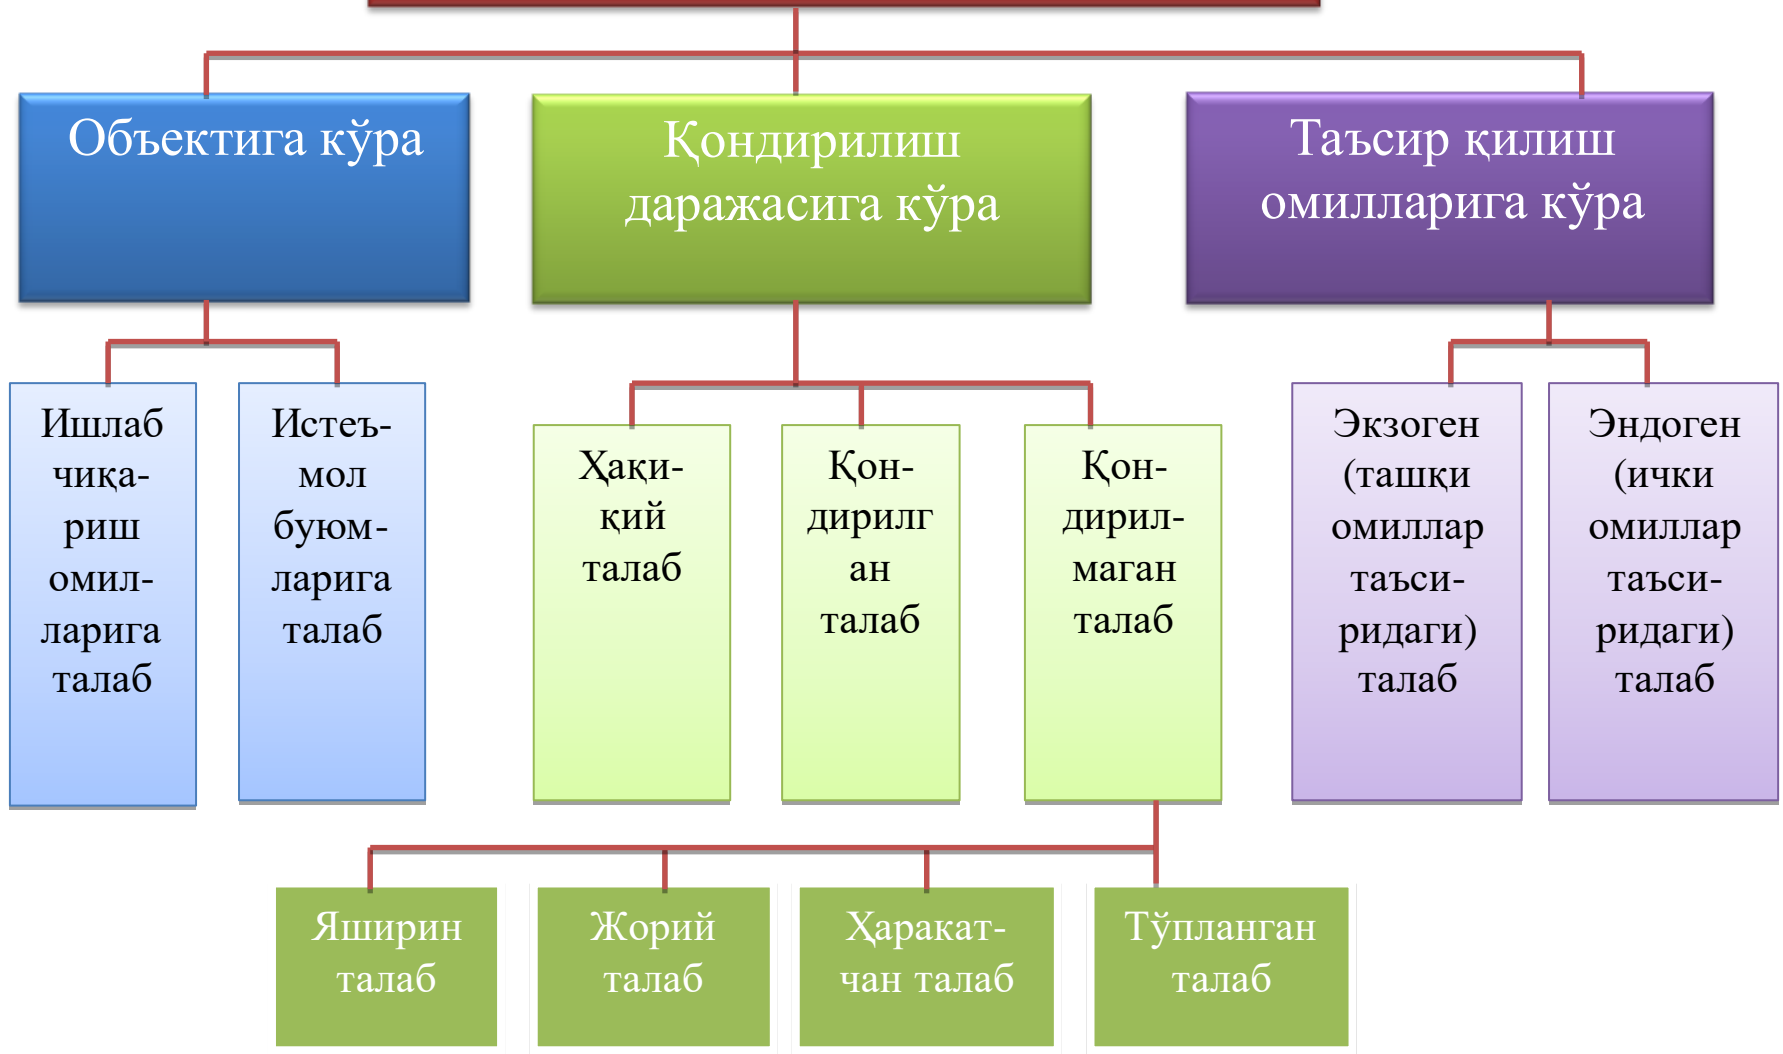 Объектига кўра
Қондирилиш
даражасига кўра
Таъсир қилиш
омилларига кўра
Ишлаб
чиқа-
риш
омил-
ларига
талаб
Истеъ-
мол
буюм-
ларига
талаб
Ҳақи-
қий
талаб
Қон-
дирилг
ан
талаб
Қон-
дирил-
маган
талаб
Экзоген
(ташқи
омиллар
таъси-
ридаги)
талаб
Эндоген
(ички
омиллар
таъси-
ридаги)
талаб
Яширин
талаб
Жорий
талаб
Ҳаракат-
чан талаб
Тўпланган
талаб